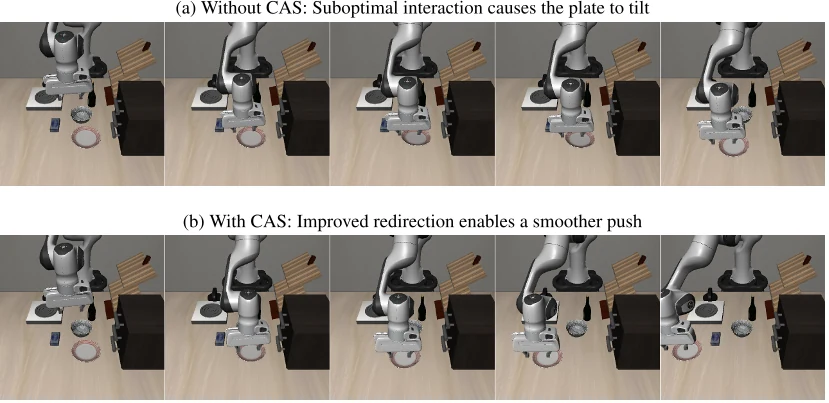 (a) Without CAS: Suboptimal interaction causes the plate to tilt
(b) With CAS: Improved redirection enables a smoother push